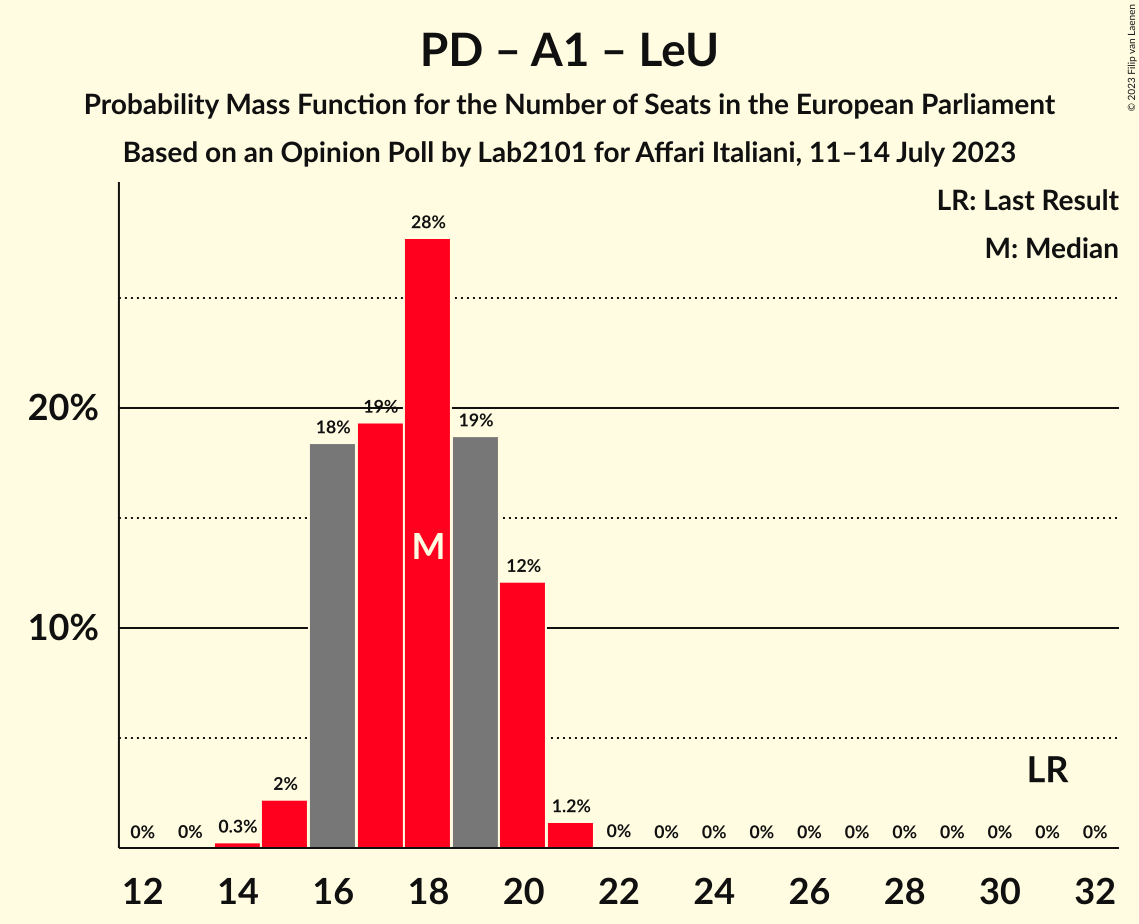 PD – A1 – LeU
Probability Mass Function for the Number of Seats in the European Parliament
Based on an Opinion Poll by Lab2101 for Affari Italiani, 11–14 July 2023
© 2023 Filip van Laenen
LR: Last Result
M: Median
28%
20%
19%
18%
19%
M
12%
10%
LR
2%
1.2%
0% 0% 0.3% 0% 0% 0% 0% 0% 0% 0% 0% 0% 0% 0%
12 14 16 18 20 22 24 26 28 30 32